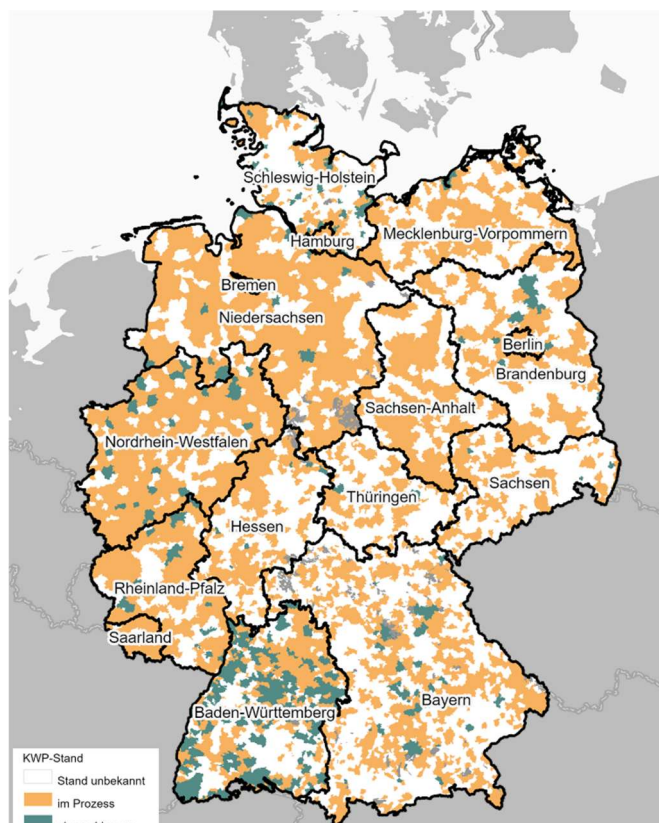 Schleswig-Holstein
Hamburg
Mecklenburg-Vorpommern
Bremen
Niedersachsen
Berlin
Brandenburg
Sachsen-Anhalt
Nordrhein-Westfalen
Sachsen
Thüringen
Hessen
Rheinland-Pfalz
Saarland
Bayern
Baden-Württemberg
KWP-Stand
Stand unbekannt
im Prozess